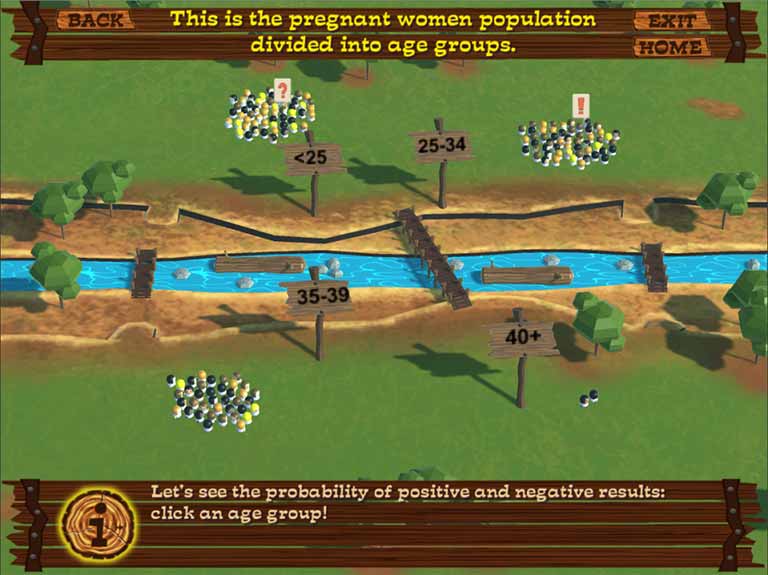 BACK
This is the pregnant women population
divided into age groups.
EXIT
HOME
?
!
<25
25-34
35-39
40+
Let's see the probability of positive and negative results:
click an age group!
i